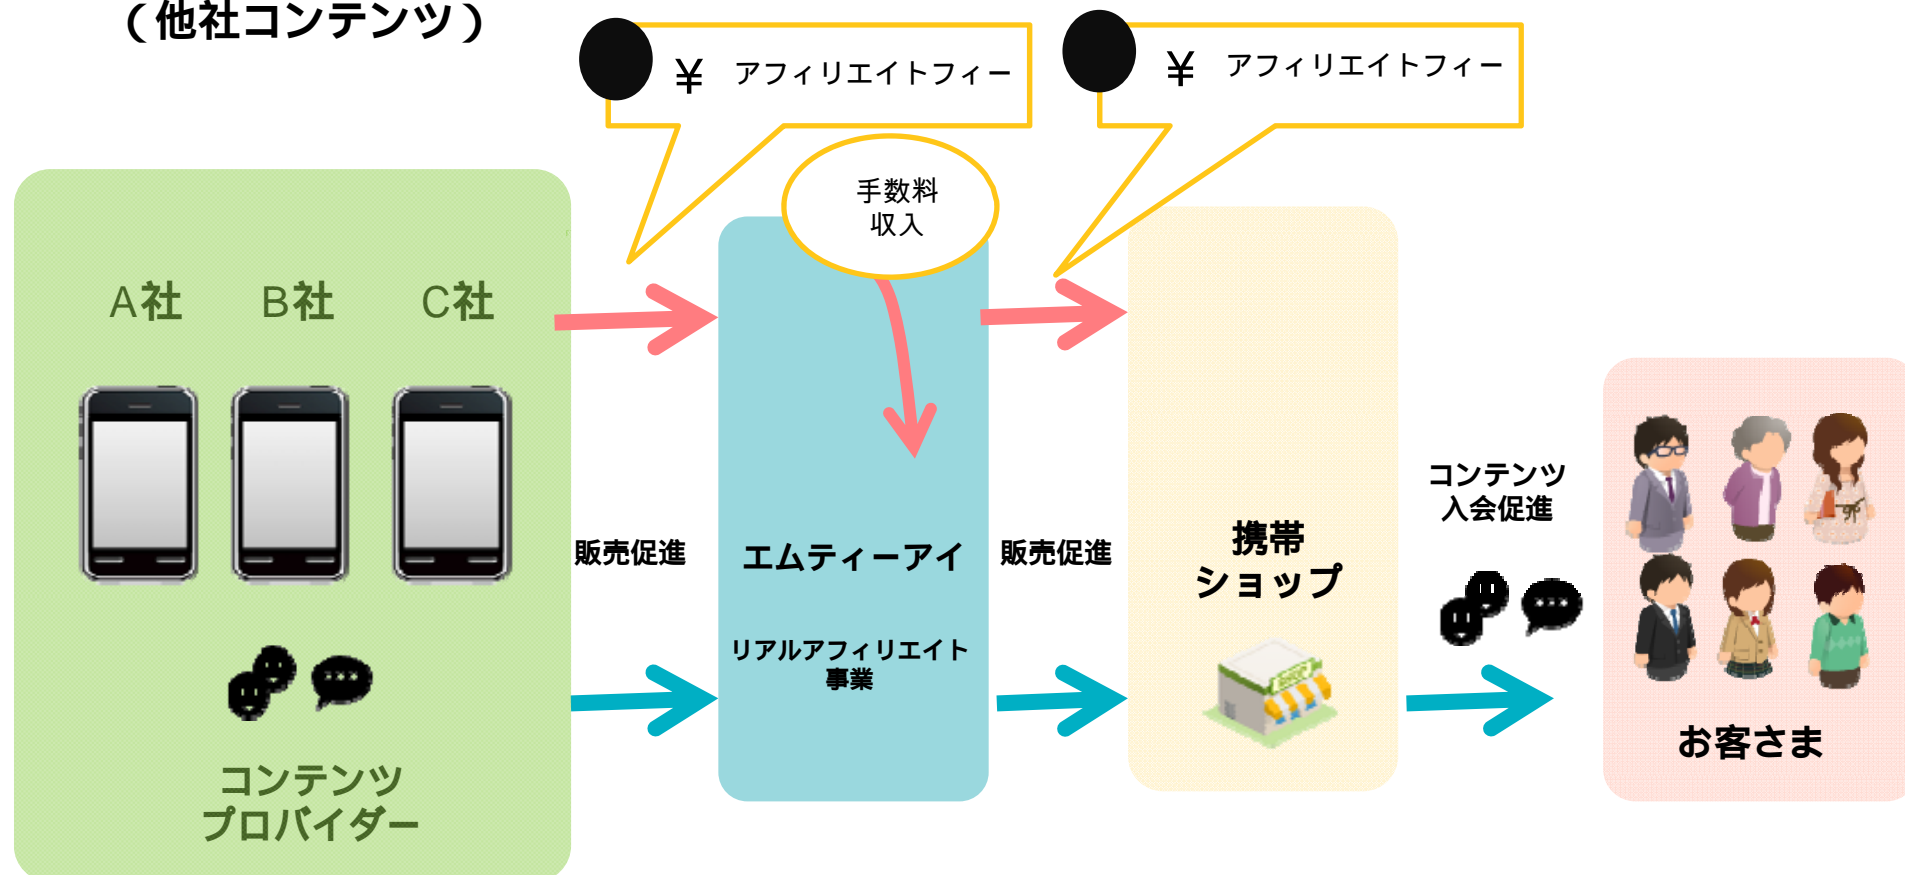 （他社コンテンツ）
¥ アフィリエイトフィー
¥ アフィリエイトフィー
手数料
収入
A社 B社 C社
販売促進
エムティーアイ
リアルアフィリエイト
事業
販売促進
携帯
ショップ
コンテンツ
入会促進
お客さま
コンテンツ
プロバイダー